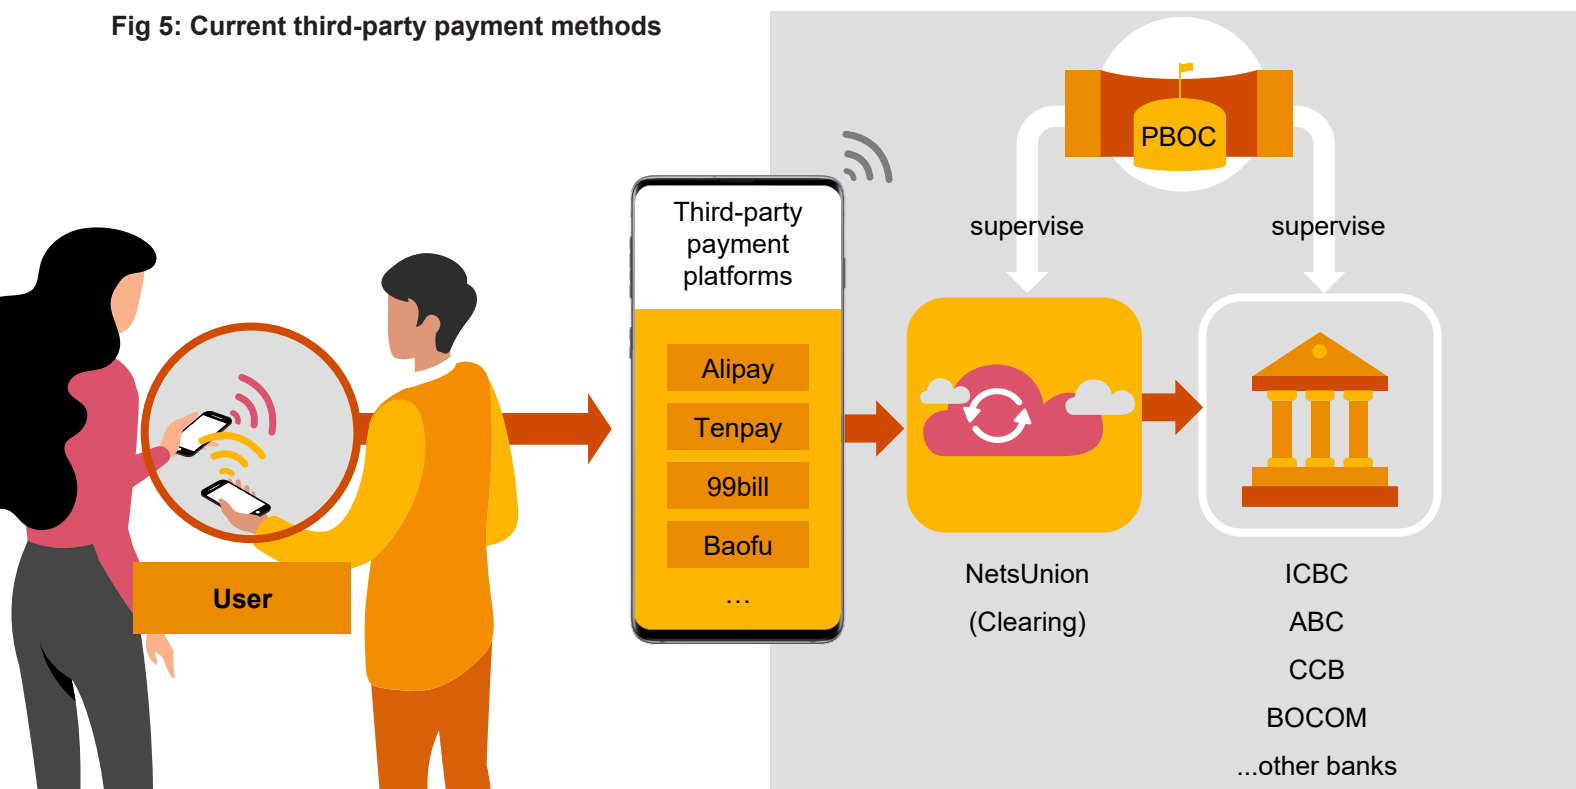 Fig 5: Current third-party payment methods
PBOC
supervise
supervise
Third-party
payment
platforms
Alipay
Tenpay
99bill
Baofu
…
User
NetsUnion
(Clearing)
ICBC
ABC
CCB
BOCOM
...other banks